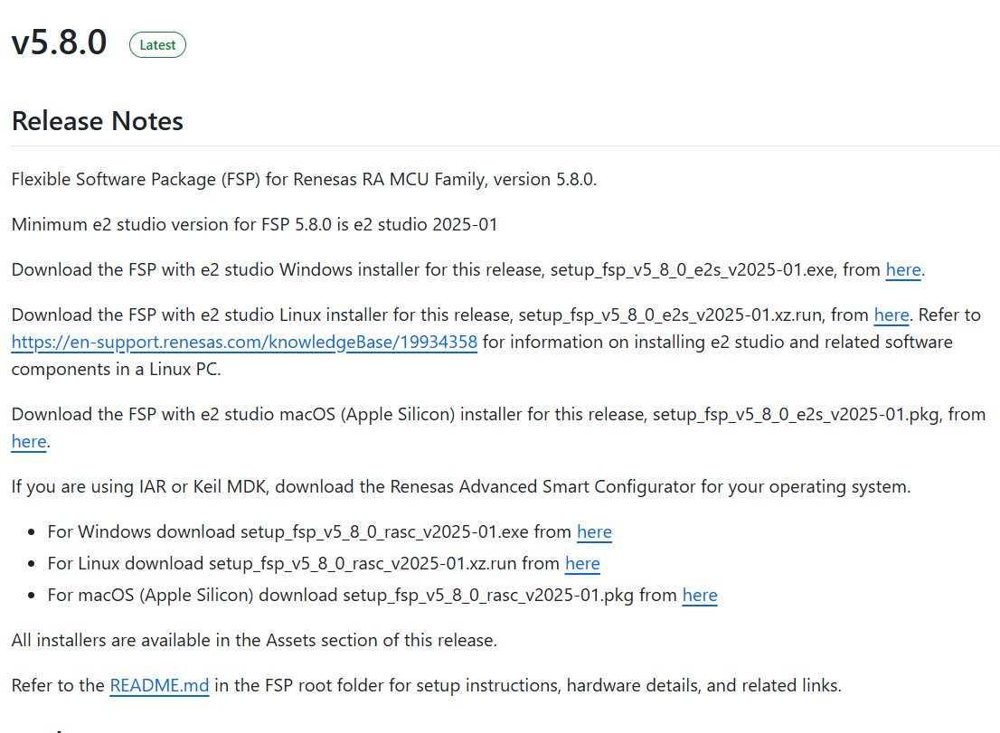 v5.8.0 Latest
Release Notes
Flexible Software Package (FSP) for Renesas RA MCU Family, version 5.8.0.
Minimum e2 studio version for FSP 5.8.0 is e2 studio 2025-01
Download the FSP with e2 studio Windows installer for this release, setup_fsp_v5_8_0_e2s_v2025-01.exe, from here.
Download the FSP with e2 studio Linux installer for this release, setup_fsp_v5_8_0_e2s_v2025-01.xz.run, from here. Refer to
https://en-support.renesas.com/knowledgeBase/19934358 for information on installing e2 studio and related software
components in a Linux PC.
Download the FSP with e2 studio macOS (Apple Silicon) installer for this release, setup_fsp_v5_8_0_e2s_v2025-01.pkg, from
here.
If you are using IAR or Keil MDK, download the Renesas Advanced Smart Configurator for your operating system.
• For Windows download setup_fsp_v5_8_0_rasc_v2025-01.exe from here
• For Linux download setup_fsp_v5_8_0_rasc_v2025-01.xz.run from here
• For macOS (Apple Silicon) download setup_fsp_v5_8_0_rasc_v2025-01.pkg from here
All installers are available in the Assets section of this release.
Refer to the README.md in the FSP root folder for setup instructions, hardware details, and related links.